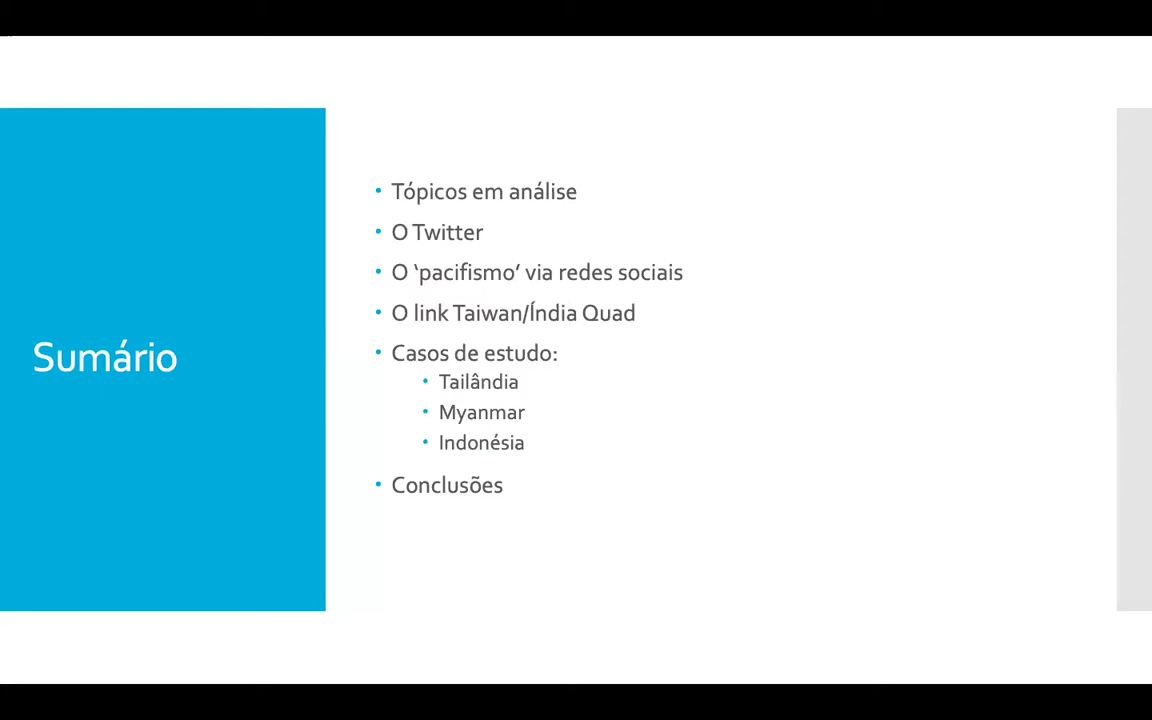 Sumário
• Tópicos em análise
• O Twitter
• O ‘pacifismo’ via redes sociais
• O link Taiwan/Índia Quad
• Casos de estudo:
• Tailândia
• Myanmar
• Indonésia
• Conclusões